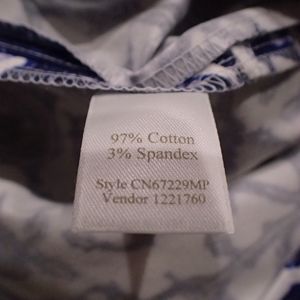 97% Cotton
3% Spandex
Style CN67229MP
Vendor 1221760